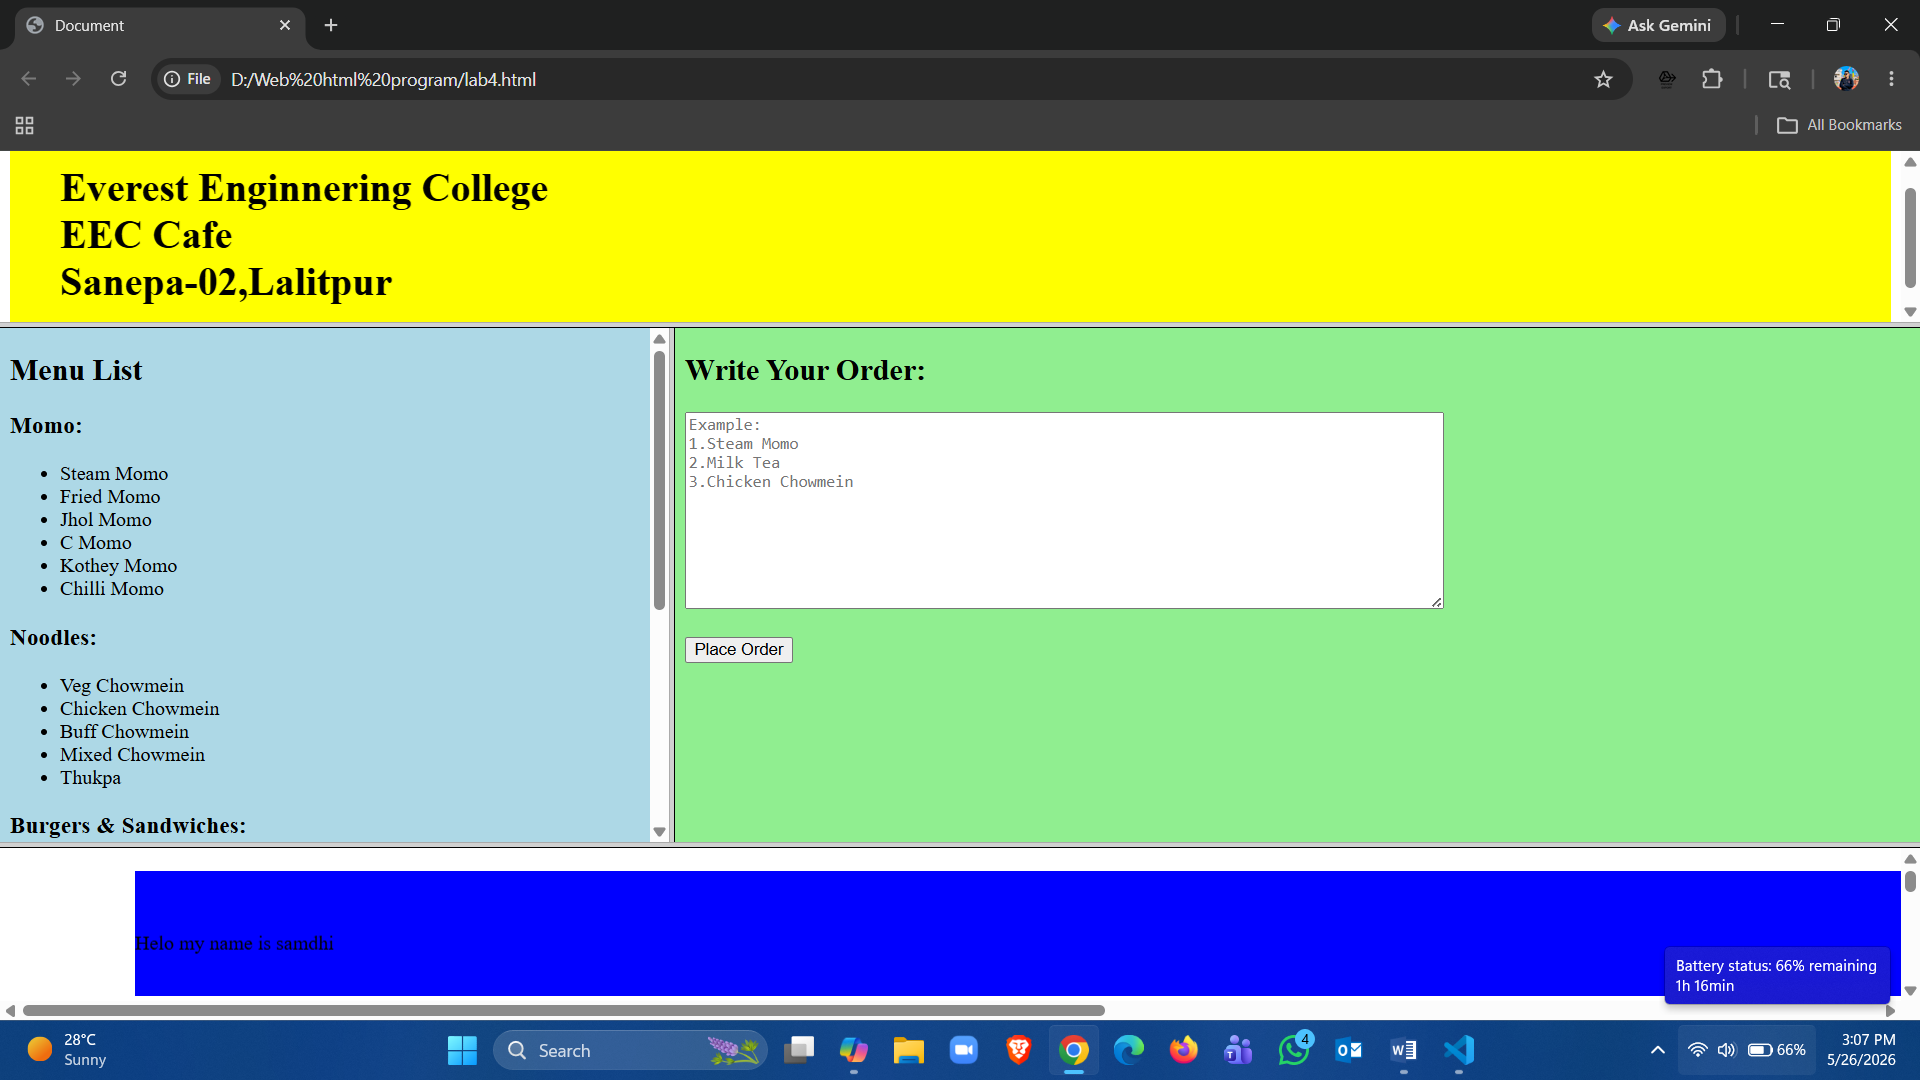 Document
Ask Gemini
File
D:/Web%20html%20program/lab4.html
All Bookmarks
Everest Enginnering College
EEC Cafe
Sanepa-02,Lalitpur
Menu List
Momo:
Steam Momo
Fried Momo
Jhol Momo
C Momo
Kothey Momo
Chilli Momo
Noodles:
Veg Chowmein
Chicken Chowmein
Buff Chowmein
Mixed Chowmein
Thukpa
Burgers & Sandwiches:
Write Your Order:
Example:
1.Steam Momo
2.Milk Tea
3.Chicken Chowmein
Place Order
Helo my name is samdhi
Battery status: 66% remaining
1h 16min
28°C
Sunny
Search
4
66%
3:07 PM
5/26/2026